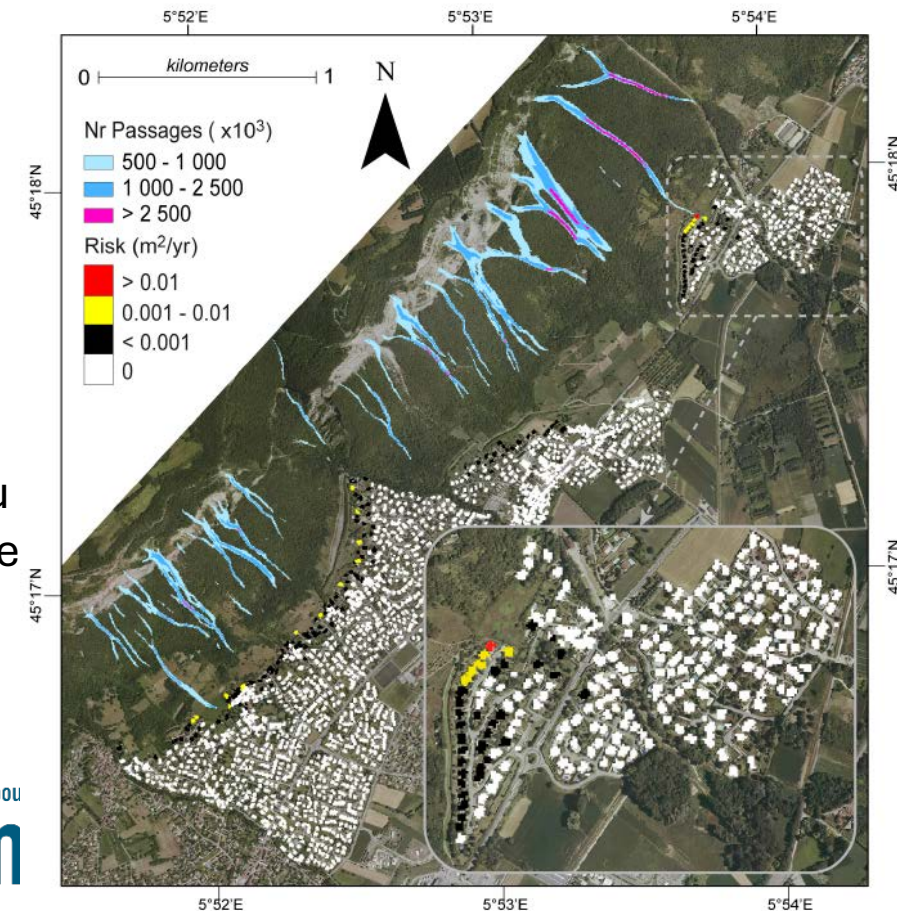 5°52'E 5°53'E 5°54'E
kilometers
0 1
N
Nr Passages ( x10³)
500 - 1 000
1 000 - 2 500
> 2 500
Risk (m²/yr)
> 0.01
0.001 - 0.01
< 0.001
0
45°18'N 45°18'N
45°17'N 45°17'N
5°52'E 5°53'E 5°54'E